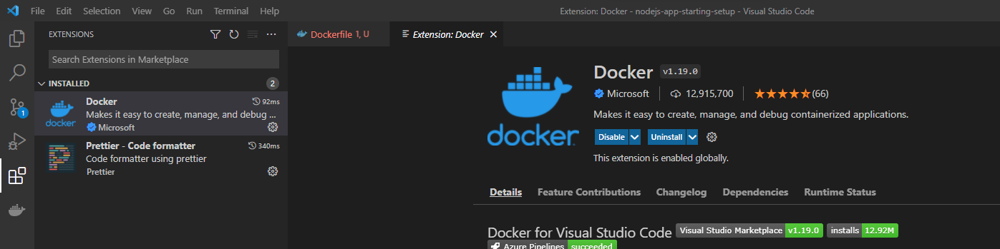 File Edit Selection View Go Run Terminal Help Extension: Docker - nodejs-app-starting-setup - Visual Studio Code
EXTENSIONS
Search Extensions in Marketplace
INSTALLED 2
Docker 92ms
Makes it easy to create, manage, and debug ...
Microsoft
docker
Prettier - Code formatter 340ms
Code formatter using prettier
Prettier
1
Dockerfile 1, U
Extension: Docker
docker
Docker v1.19.0
Microsoft 12,915,700 (66)
Makes it easy to create, manage, and debug containerized applications.
Disable Uninstall
This extension is enabled globally.
Details Feature Contributions Changelog Dependencies Runtime Status
Docker for Visual Studio Code Visual Studio Marketplace v1.19.0 installs 12.92M
Azure Pipelines succeeded